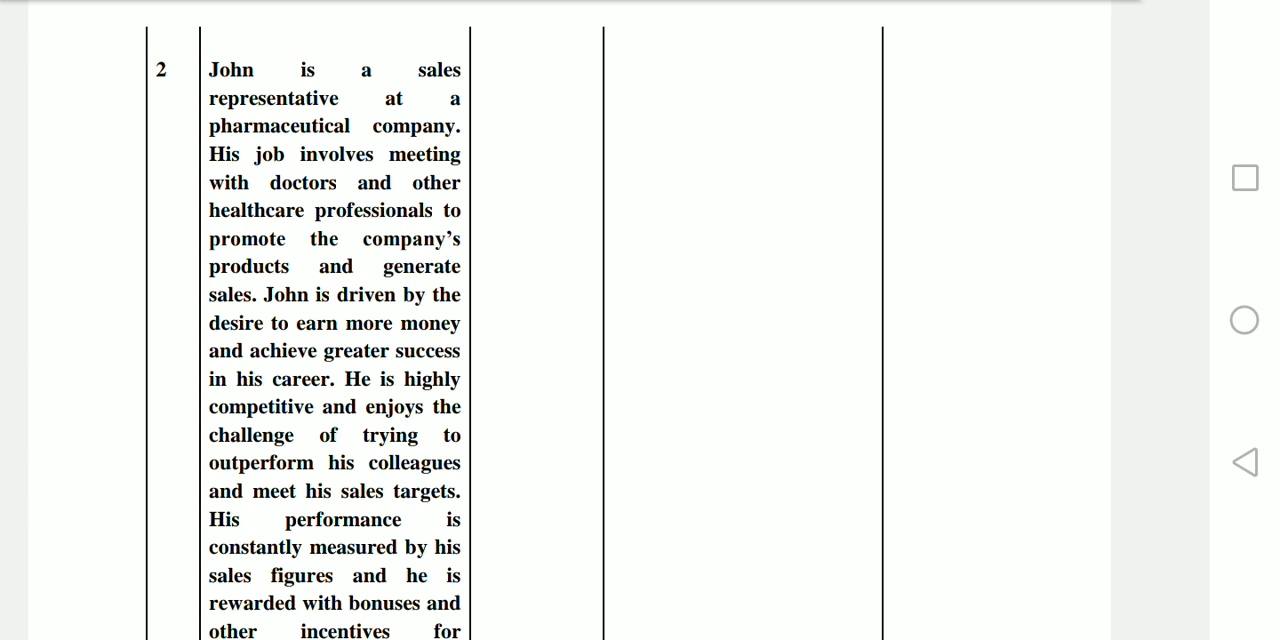 2
John is a sales
representative at a
pharmaceutical company.
His job involves meeting
with doctors and other
healthcare professionals to
promote the company’s
products and generate
sales. John is driven by the
desire to earn more money
and achieve greater success
in his career. He is highly
competitive and enjoys the
challenge of trying to
outperform his colleagues
and meet his sales targets.
His performance is
constantly measured by his
sales figures and he is
rewarded with bonuses and
other incentives for